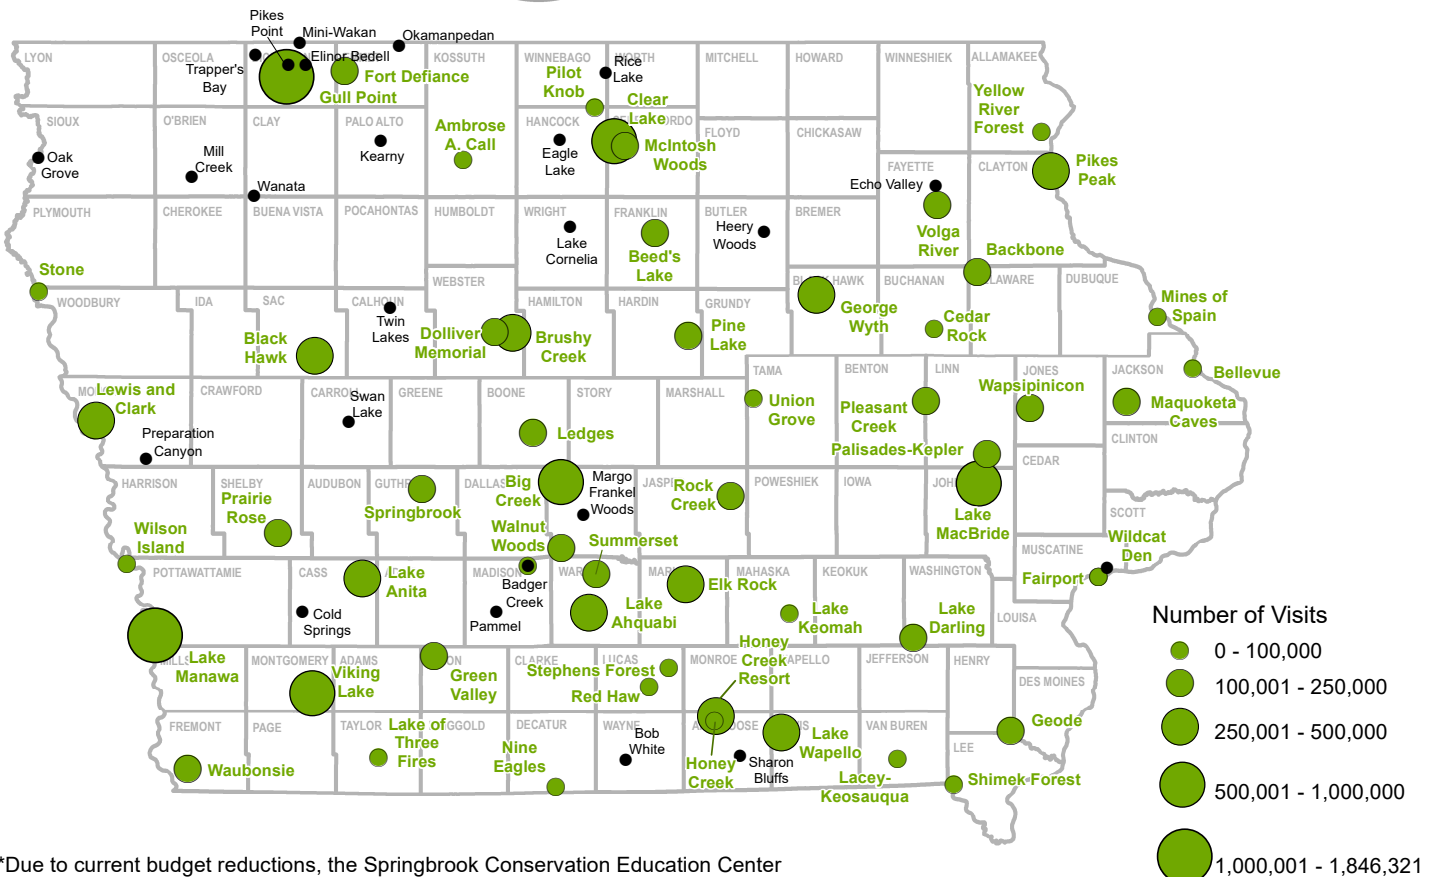 Pikes
Point
Mini-Wakan
Okamanpedan
LYON
OSCEOLA
Elinor Bedell
KOSSUTH
WINNEBAGO
WORTH
MITCHELL
HOWARD
WINNESHIEK
ALLAMAKEE
Trapper's
Bay
Fort Defiance
Gull Point
Pilot
Knob
Rice
Lake
Clear
Lake
Yellow
River
Forest
SIOUX
O'BRIEN
CLAY
PALO ALTO
Ambrose
A. Call
HANCOCK
FLOYD
CHICKASAW
Oak
Grove
Mill
Creek
Kearny
Eagle
Lake
McIntosh
Woods
FAYETTE
CLAYTON
Pikes
Peak
Wanata
Echo Valley
PLYMOUTH
CHEROKEE
BUENA VISTA
POCAHONTAS
HUMBOLDT
WRIGHT
FRANKLIN
BUTLER
BREMER
Heery
Woods
Lake
Cornelia
Beed's
Lake
Volga
River
Backbone
Stone
WEBSTER
BUCHANAN
DUBUQUE
WOODBURY
IDA
SAC
CALHOUN
HAMILTON
HARDIN
GRUNDY
George
Wyth
Cedar
Rock
Mines of
Spain
Twin
Lakes
Black
Hawk
Dolliver
Memorial
Brushy
Creek
Pine
Lake
TAMA
BENTON
LINN
JONES
JACKSON
Bellevue
Lewis and
Clark
CRAWFORD
CARROLL
Swan
Lake
GREENE
BOONE
STORY
MARSHALL
Union
Grove
Pleasant
Creek
Wapsipinicon
Maquoketa
Caves
Preparation
Canyon
Ledges
Palisades-Kepler
CLINTON
CEDAR
HARRISON
SHELBY
AUDUBON
DALLAS
Big
Creek
Margo
Frankel
Woods
Rock
Creek
POWESHIEK
IOWA
Prairie
Rose
Springbrook
Lake
MacBride
SCOTT
Wilson
Island
Walnut
Woods
Summerset
MUSCATINE
Wildcat
Den
Fairport
POTTAWATTAMIE
CASS
Lake
Anita
MADISON
Badger
Creek
Elk Rock
MAHASKA
KEOKUK
WASHINGTON
LOUISA
Cold
Springs
Pammel
Lake
Ahquabi
Lake
Keomah
Lake
Darling
Lake
Manawa
MONTGOMERY
ADAMS
Viking
Lake
Green
Valley
CLARKE
LUCAS
Stephens Forest
Red Haw
MONROE
Honey
Creek
Resort
JEFFERSON
HENRY
DES MOINES
FREMONT
PAGE
TAYLOR
Lake of
Three
Fires
DECATUR
WAYNE
VAN BUREN
LEE
Geode
Waubonsie
Nine
Eagles
Bob
White
Honey
Creek
Sharon
Bluffs
Lake
Wapello
Lacey-
Keosauqua
Shimek Forest
Number of Visits
0 - 100,000
100,001 - 250,000
250,001 - 500,000
500,001 - 1,000,000
1,000,001 - 1,846,321
*Due to current budget reductions, the Springbrook Conservation Education Center